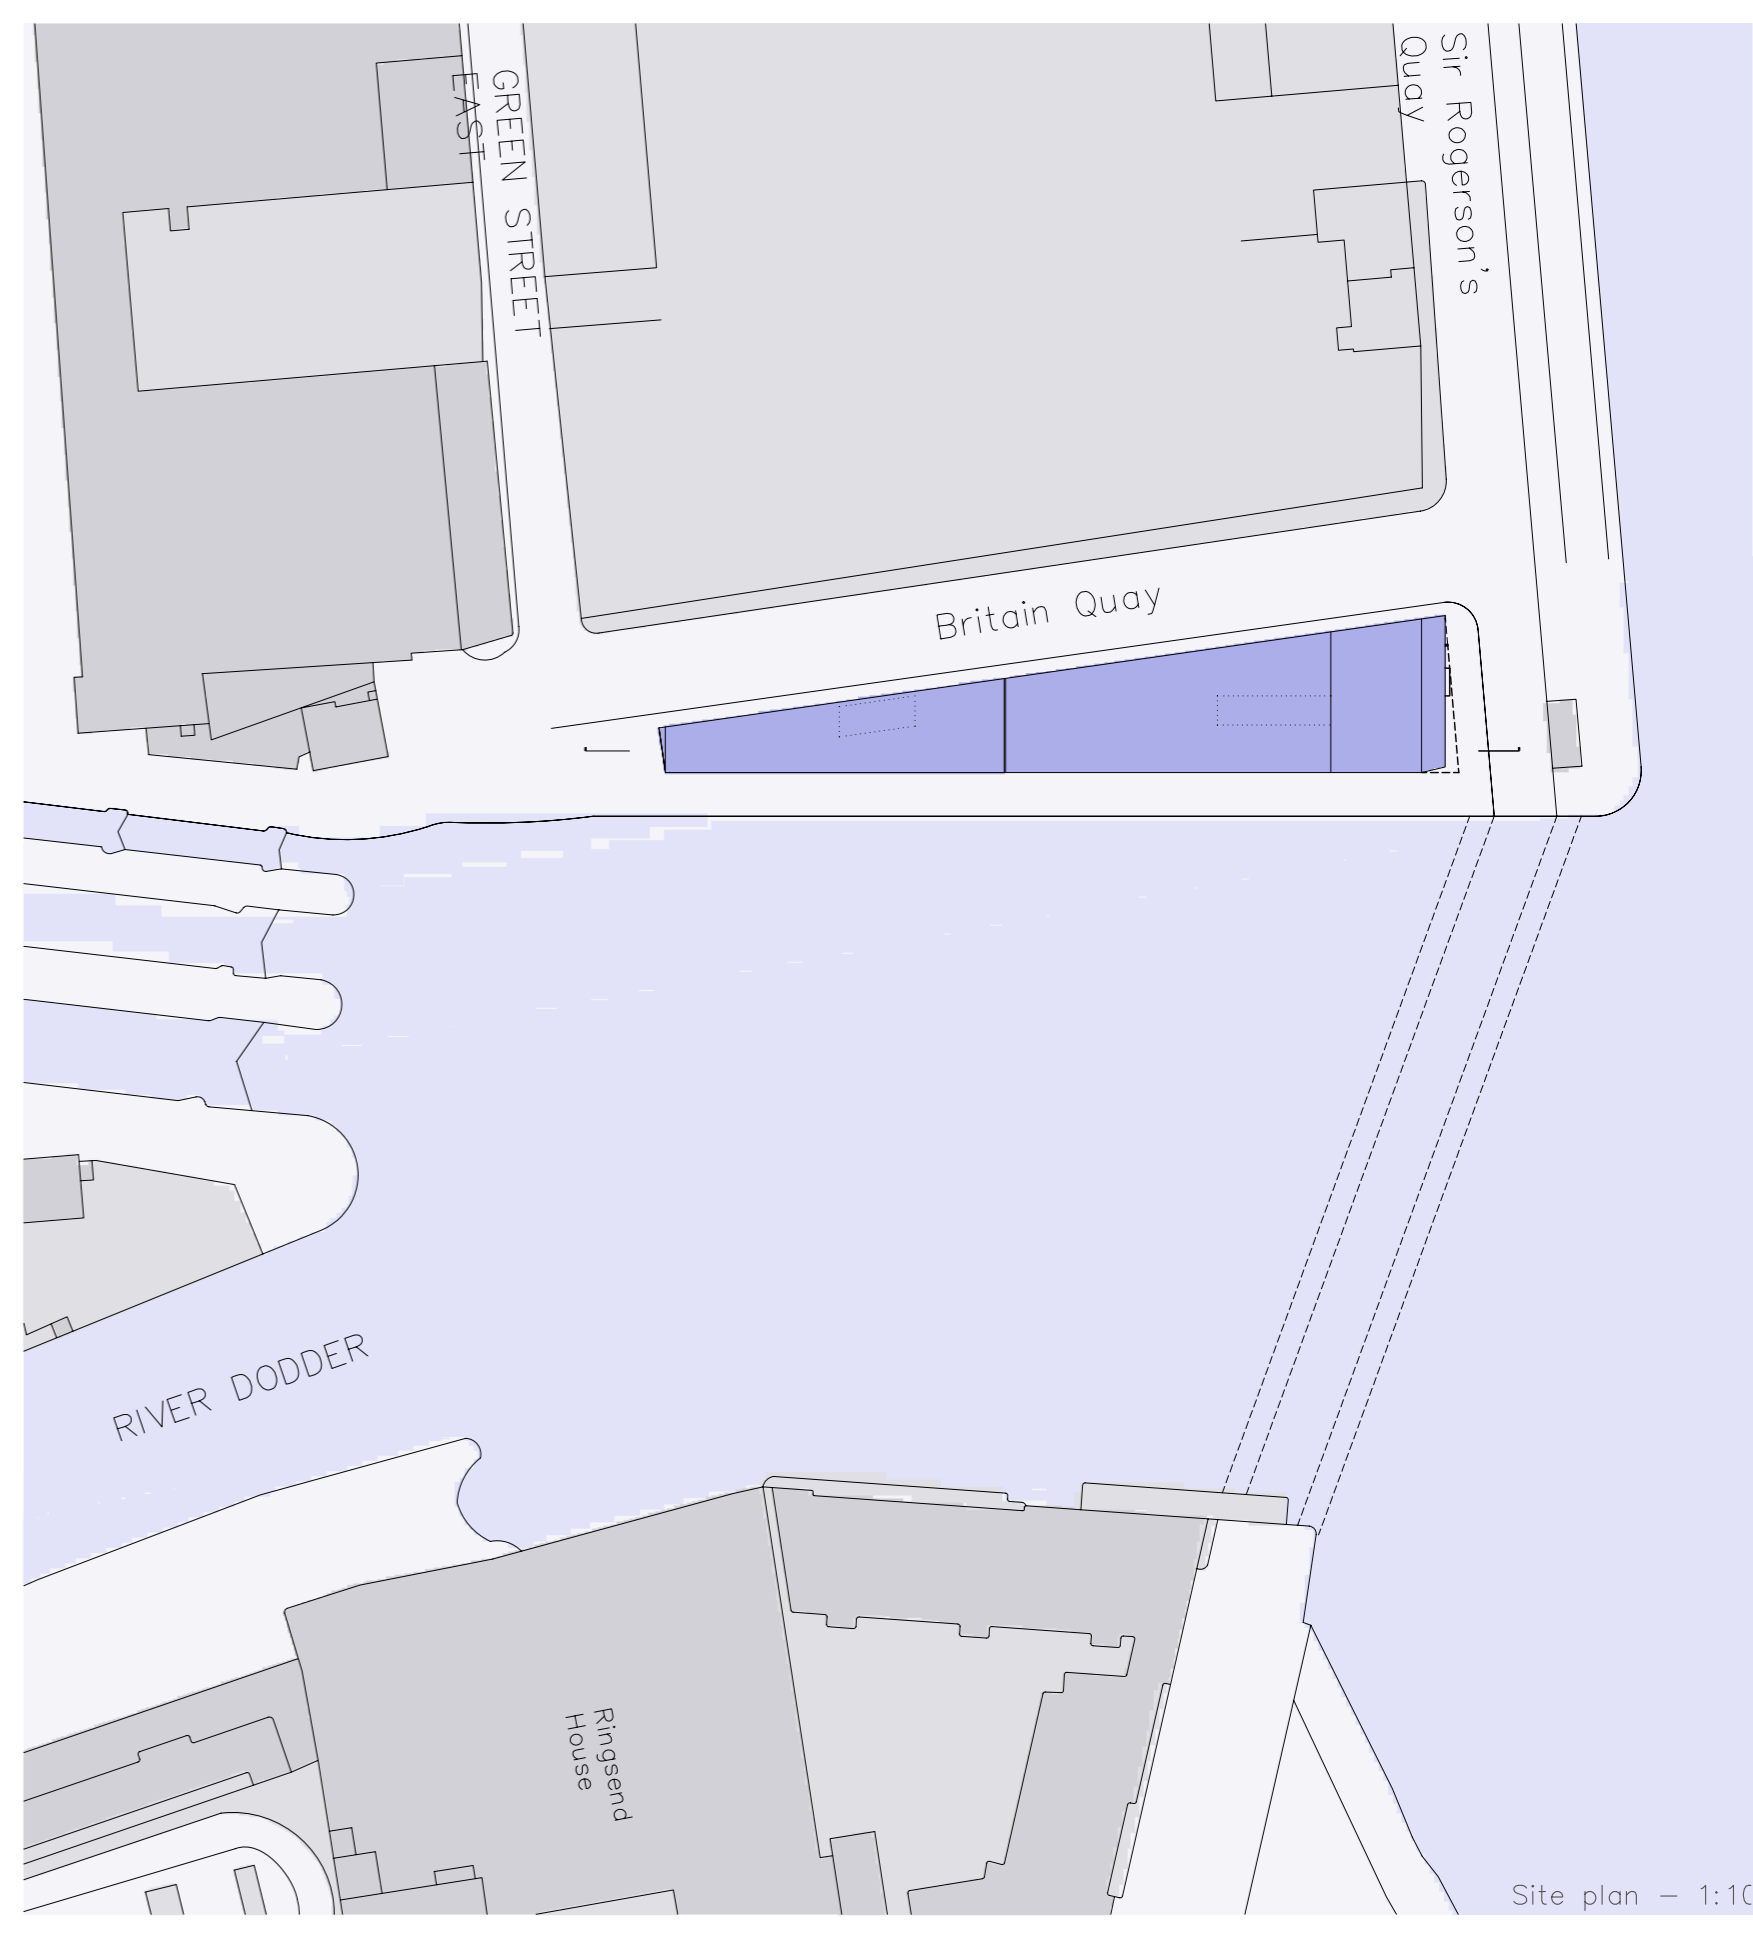 GREEN STREET
EAST
Sir Rogerson's
Quay
Britain Quay
RIVER DODDER
Ringsend
House
Site plan – 1:10